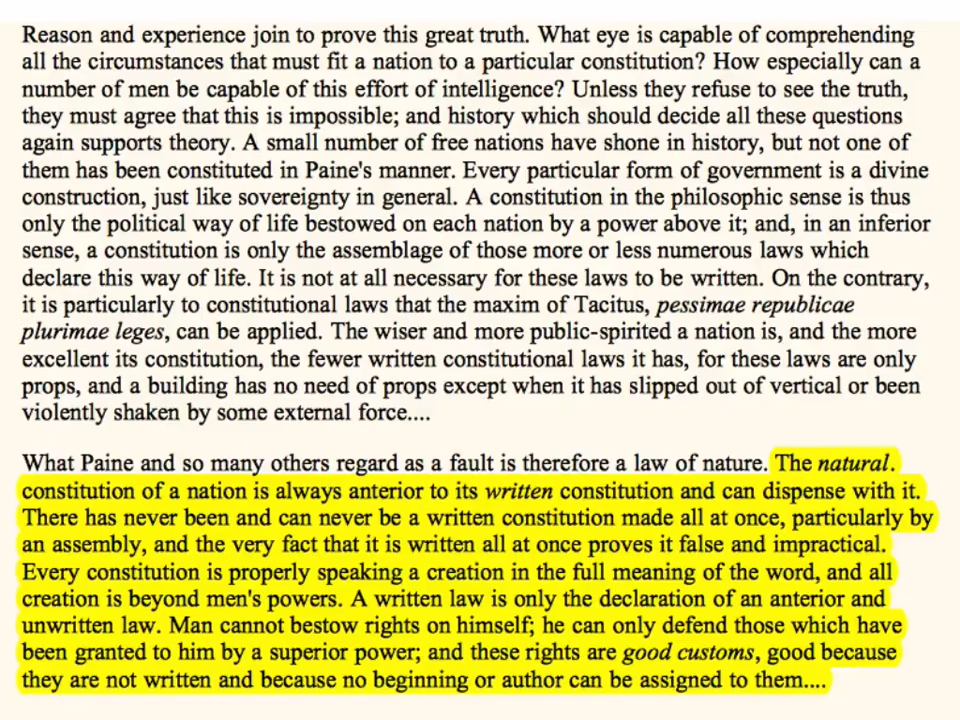 Reason and experience join to prove this great truth. What eye is capable of comprehending
all the circumstances that must fit a nation to a particular constitution? How especially can a
number of men be capable of this effort of intelligence? Unless they refuse to see the truth,
they must agree that this is impossible; and history which should decide all these questions
again supports theory. A small number of free nations have shone in history, but not one of
them has been constituted in Paine's manner. Every particular form of government is a divine
construction, just like sovereignty in general. A constitution in the philosophic sense is thus
only the political way of life bestowed on each nation by a power above it; and, in an inferior
sense, a constitution is only the assemblage of those more or less numerous laws which
declare this way of life. It is not at all necessary for these laws to be written. On the contrary,
it is particularly to constitutional laws that the maxim of Tacitus, pessimae republicae
plurimae leges, can be applied. The wiser and more public-spirited a nation is, and the more
excellent its constitution, the fewer written constitutional laws it has, for these laws are only
props, and a building has no need of props except when it has slipped out of vertical or been
violently shaken by some external force....
What Paine and so many others regard as a fault is therefore a law of nature. The natural.
constitution of a nation is always anterior to its written constitution and can dispense with it.
There has never been and can never be a written constitution made all at once, particularly by
an assembly, and the very fact that it is written all at once proves it false and impractical.
Every constitution is properly speaking a creation in the full meaning of the word, and all
creation is beyond men's powers. A written law is only the declaration of an anterior and
unwritten law. Man cannot bestow rights on himself; he can only defend those which have
been granted to him by a superior power; and these rights are good customs, good because
they are not written and because no beginning or author can be assigned to them....